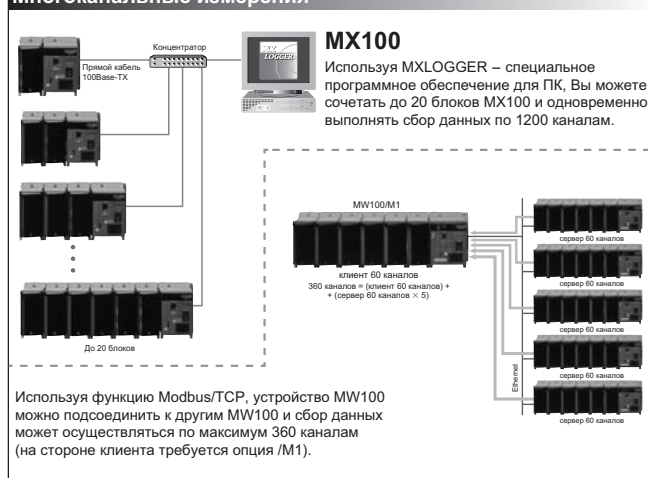 Многоканальные измерения
Концентратор
Прямой кабель
100Base-TX
LOGGER
MX100
Используя MXLOGGER – специальное
программное обеспечение для ПК, Вы можете
сочетать до 20 блоков MX100 и одновременно
выполнять сбор данных по 1200 каналам.
До 20 блоков
MW100/M1
клиент 60 каналов
360 каналов = (клиент 60 каналов) +
+ (сервер 60 каналов × 5)
Ethernet
сервер 60 каналов
сервер 60 каналов
сервер 60 каналов
сервер 60 каналов
сервер 60 каналов
Используя функцию Modbus/TCP, устройство MW100
можно подсоединить к другим MW100 и сбор данных
может осуществляться по максимум 360 каналам
(на стороне клиента требуется опция /M1).